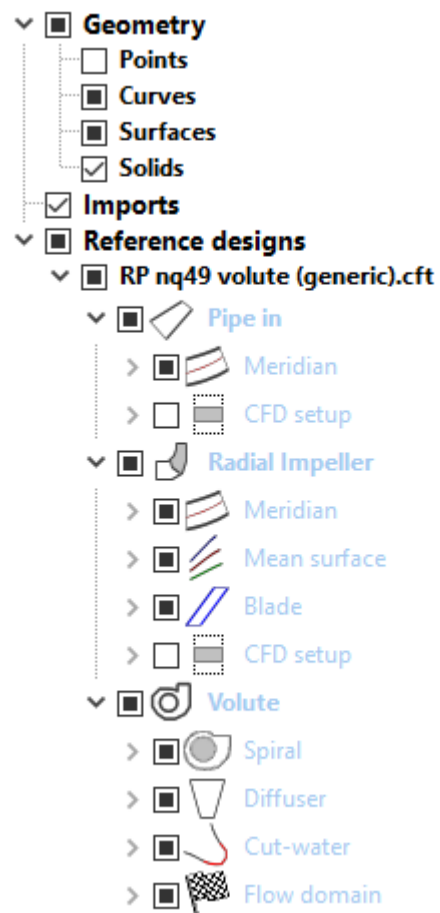 Geometry
Points
Curves
Surfaces
Solids
Imports
Reference designs
RP nq49 volute (generic).cft
Pipe in
Meridian
CFD setup
Radial Impeller
Meridian
Mean surface
Blade
CFD setup
Volute
Spiral
Diffuser
Cut-water
Flow domain